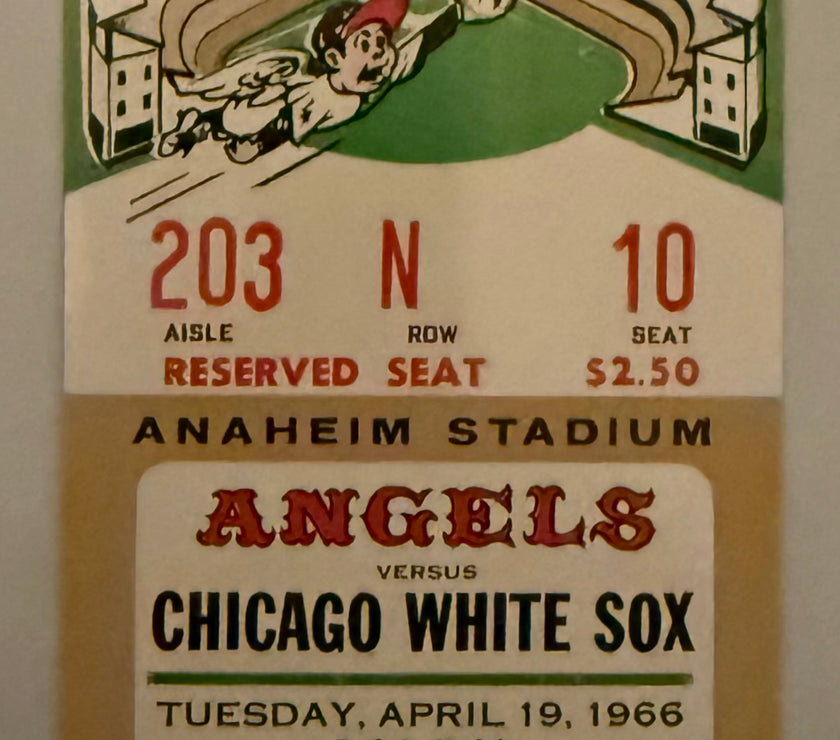 203 N 10
AISLE ROW SEAT
RESERVED SEAT $2.50
ANAHEIM STADIUM
ANGELS
VERSUS
CHICAGO WHITE SOX
TUESDAY, APRIL 19, 1966